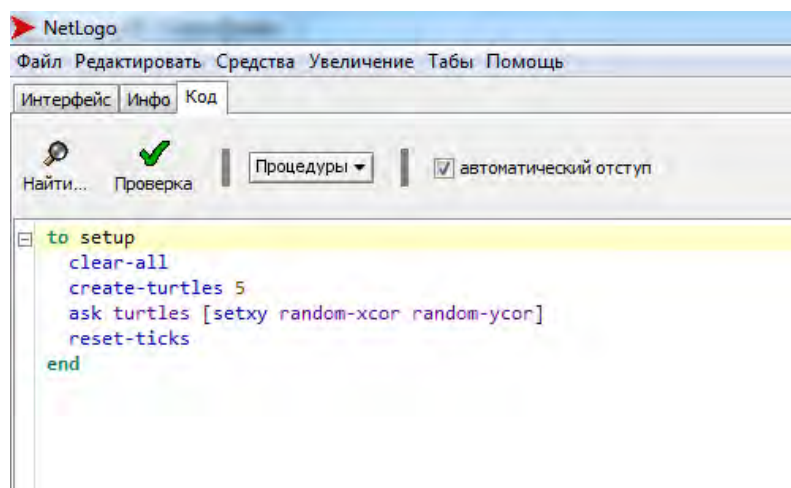 NetLogo
Файл Редактировать Средства Увеличение Табы Помощь
Интерфейс Инфо Код
Найти... Проверка Процедуры автоматический отступ
to setup
clear-all
create-turtles 5
ask turtles [setxy random-xcor random-ycor]
reset-ticks
end